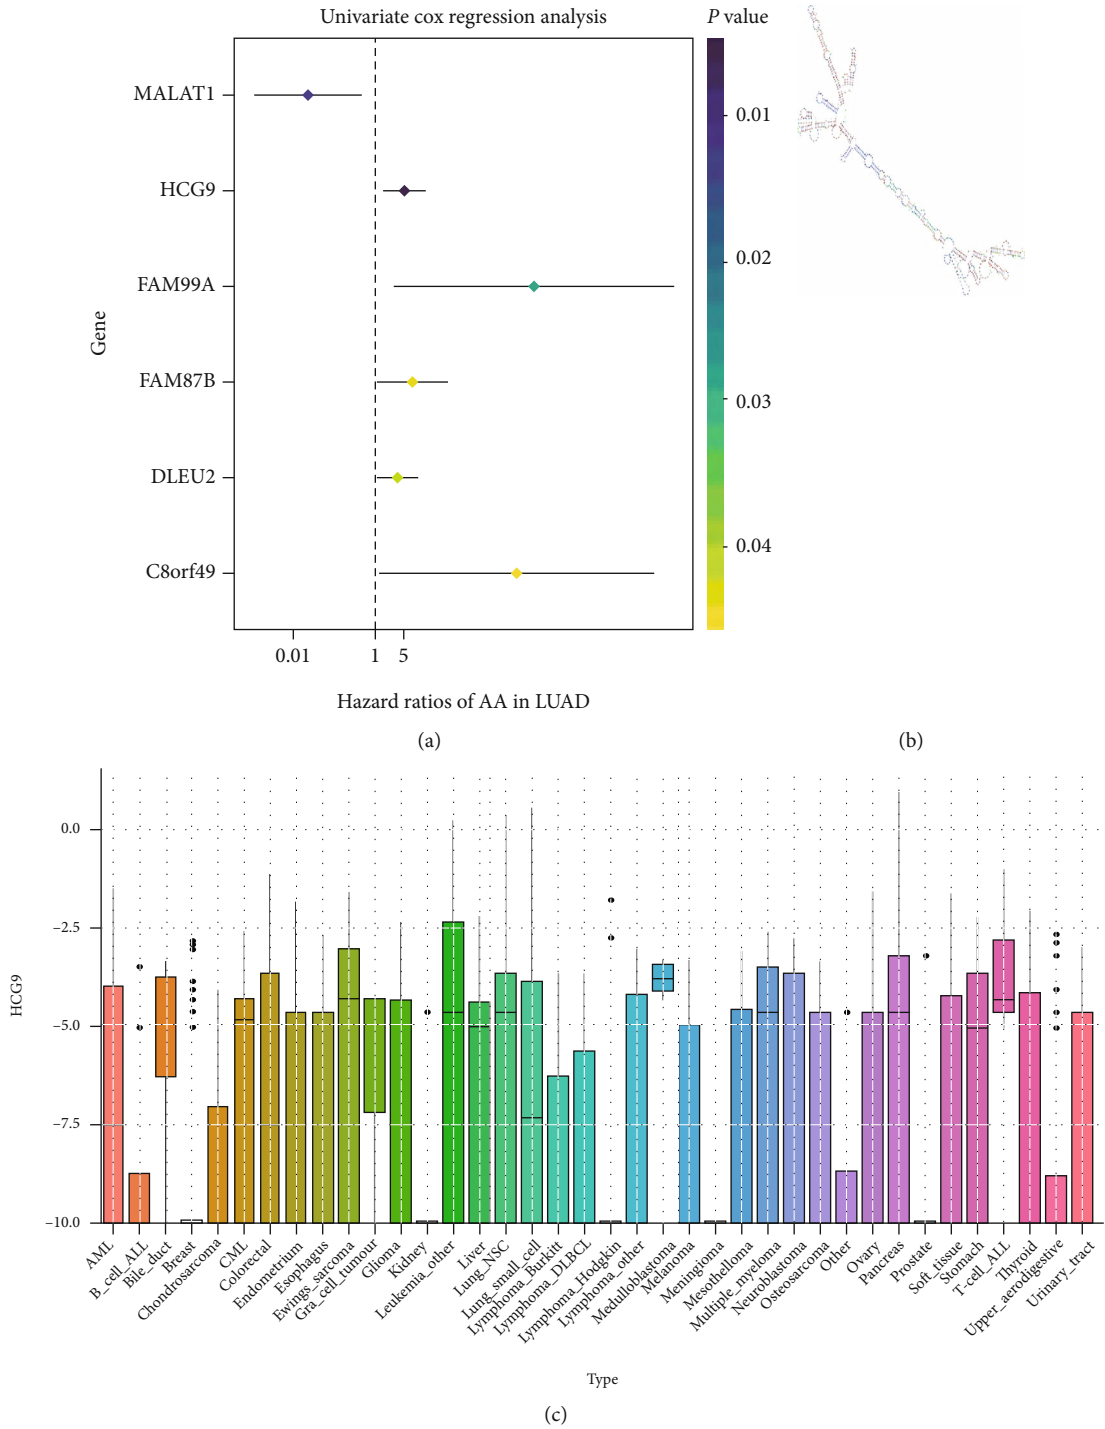 Univariate cox regression analysis
P value
MALAT1
HCG9
FAM99A
FAM87B
DLEU2
C8orf49
Gene
0.01
0.02
0.03
0.04
0.01 1 5
Hazard ratios of AA in LUAD
(a)
(b)
HCG9
0.0
−2.5
−5.0
−7.5
−10.0
AML
B_cell_ALL
Bile_duct
Breast
Chondrosarcoma
CML
Colorectal
Endometrium
Esophagus
Ewings_sarcoma
Gra_cell_tumour
Glioma
Kidney
Leukemia_other
Liver
Lung_NSC
Lung_small_cell
Lymphoma_Burkitt
Lymphoma_DLBCL
Lymphoma_Hodgkin
Lymphoma_other
Medulloblastoma
Melanoma
Meningioma
Mesothelioma
Multiple_myeloma
Neuroblastoma
Osteosarcoma
Other
Ovary
Pancreas
Prostate
Soft_tissue
Stomach
T-cell_ALL
Thyroid
Upper_aerodigestive
Urinary_tract
Type
(c)